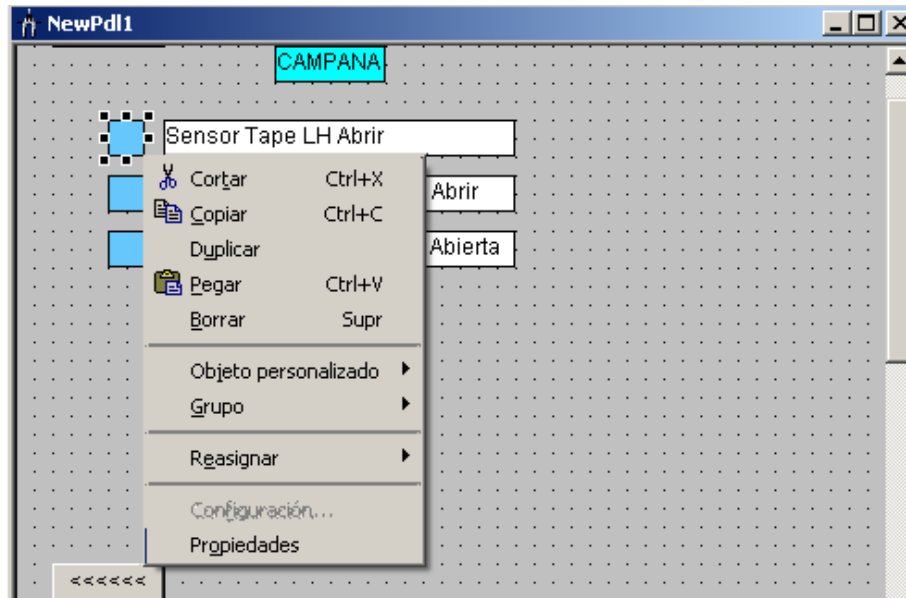 NewPdl1
CAMPANA
Sensor Tape LH Abrir
Cortar Ctrl+X
Abrir
Copiar Ctrl+C
Duplicar
Abierta
Pegar Ctrl+V
Borrar Supr
Objeto personalizado
Grupo
Reasignar
Configuración...
Propiedades
<<<<<<